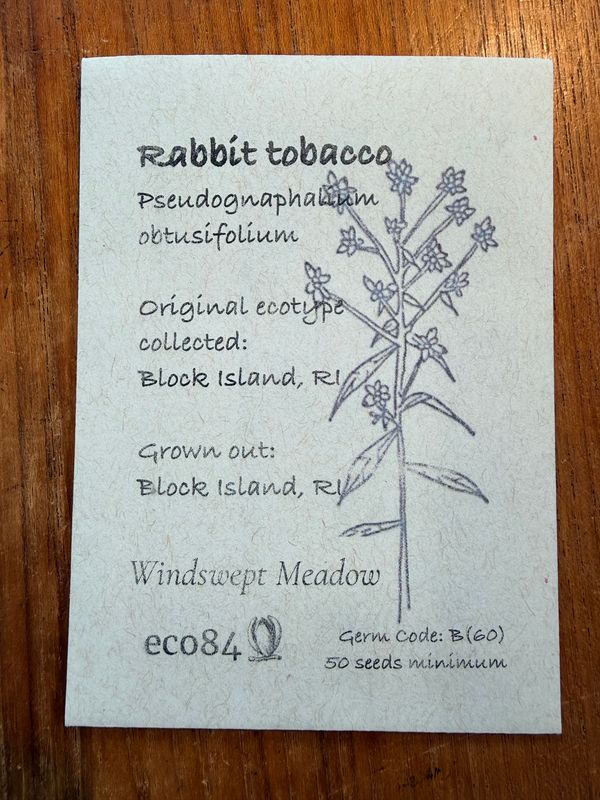 Rabbit tobacco
Pseudognaphalium
obtusifolium
Original ecotype
collected:
Block Island, RI
Grown out:
Block Island, RI
Windswept Meadow
eco84
Germ Code: B(60)
50 seeds minimum